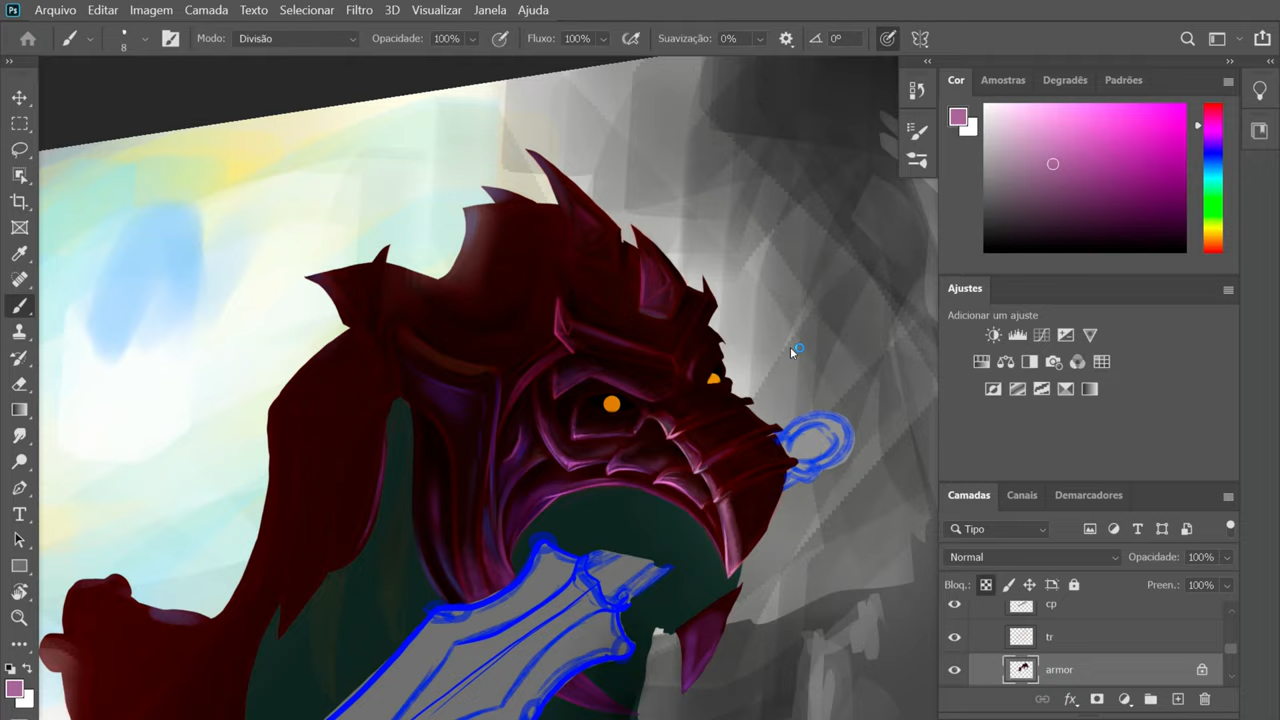 Ps Arquivo Editar Imagem Camada Texto Selecionar Filtro 3D Visualizar Janela Ajuda
8 Modo: Divisão Opacidade: 100% Fluxo: 100% Suavização: 0% 0°
Cor Amostras Degradês Padrões
Ajustes
Adicionar um ajuste
Camadas Canais Demarcadores
Tipo
Normal Opacidade: 100%
Bloq.: Preen.: 100%
cp
tr
armor